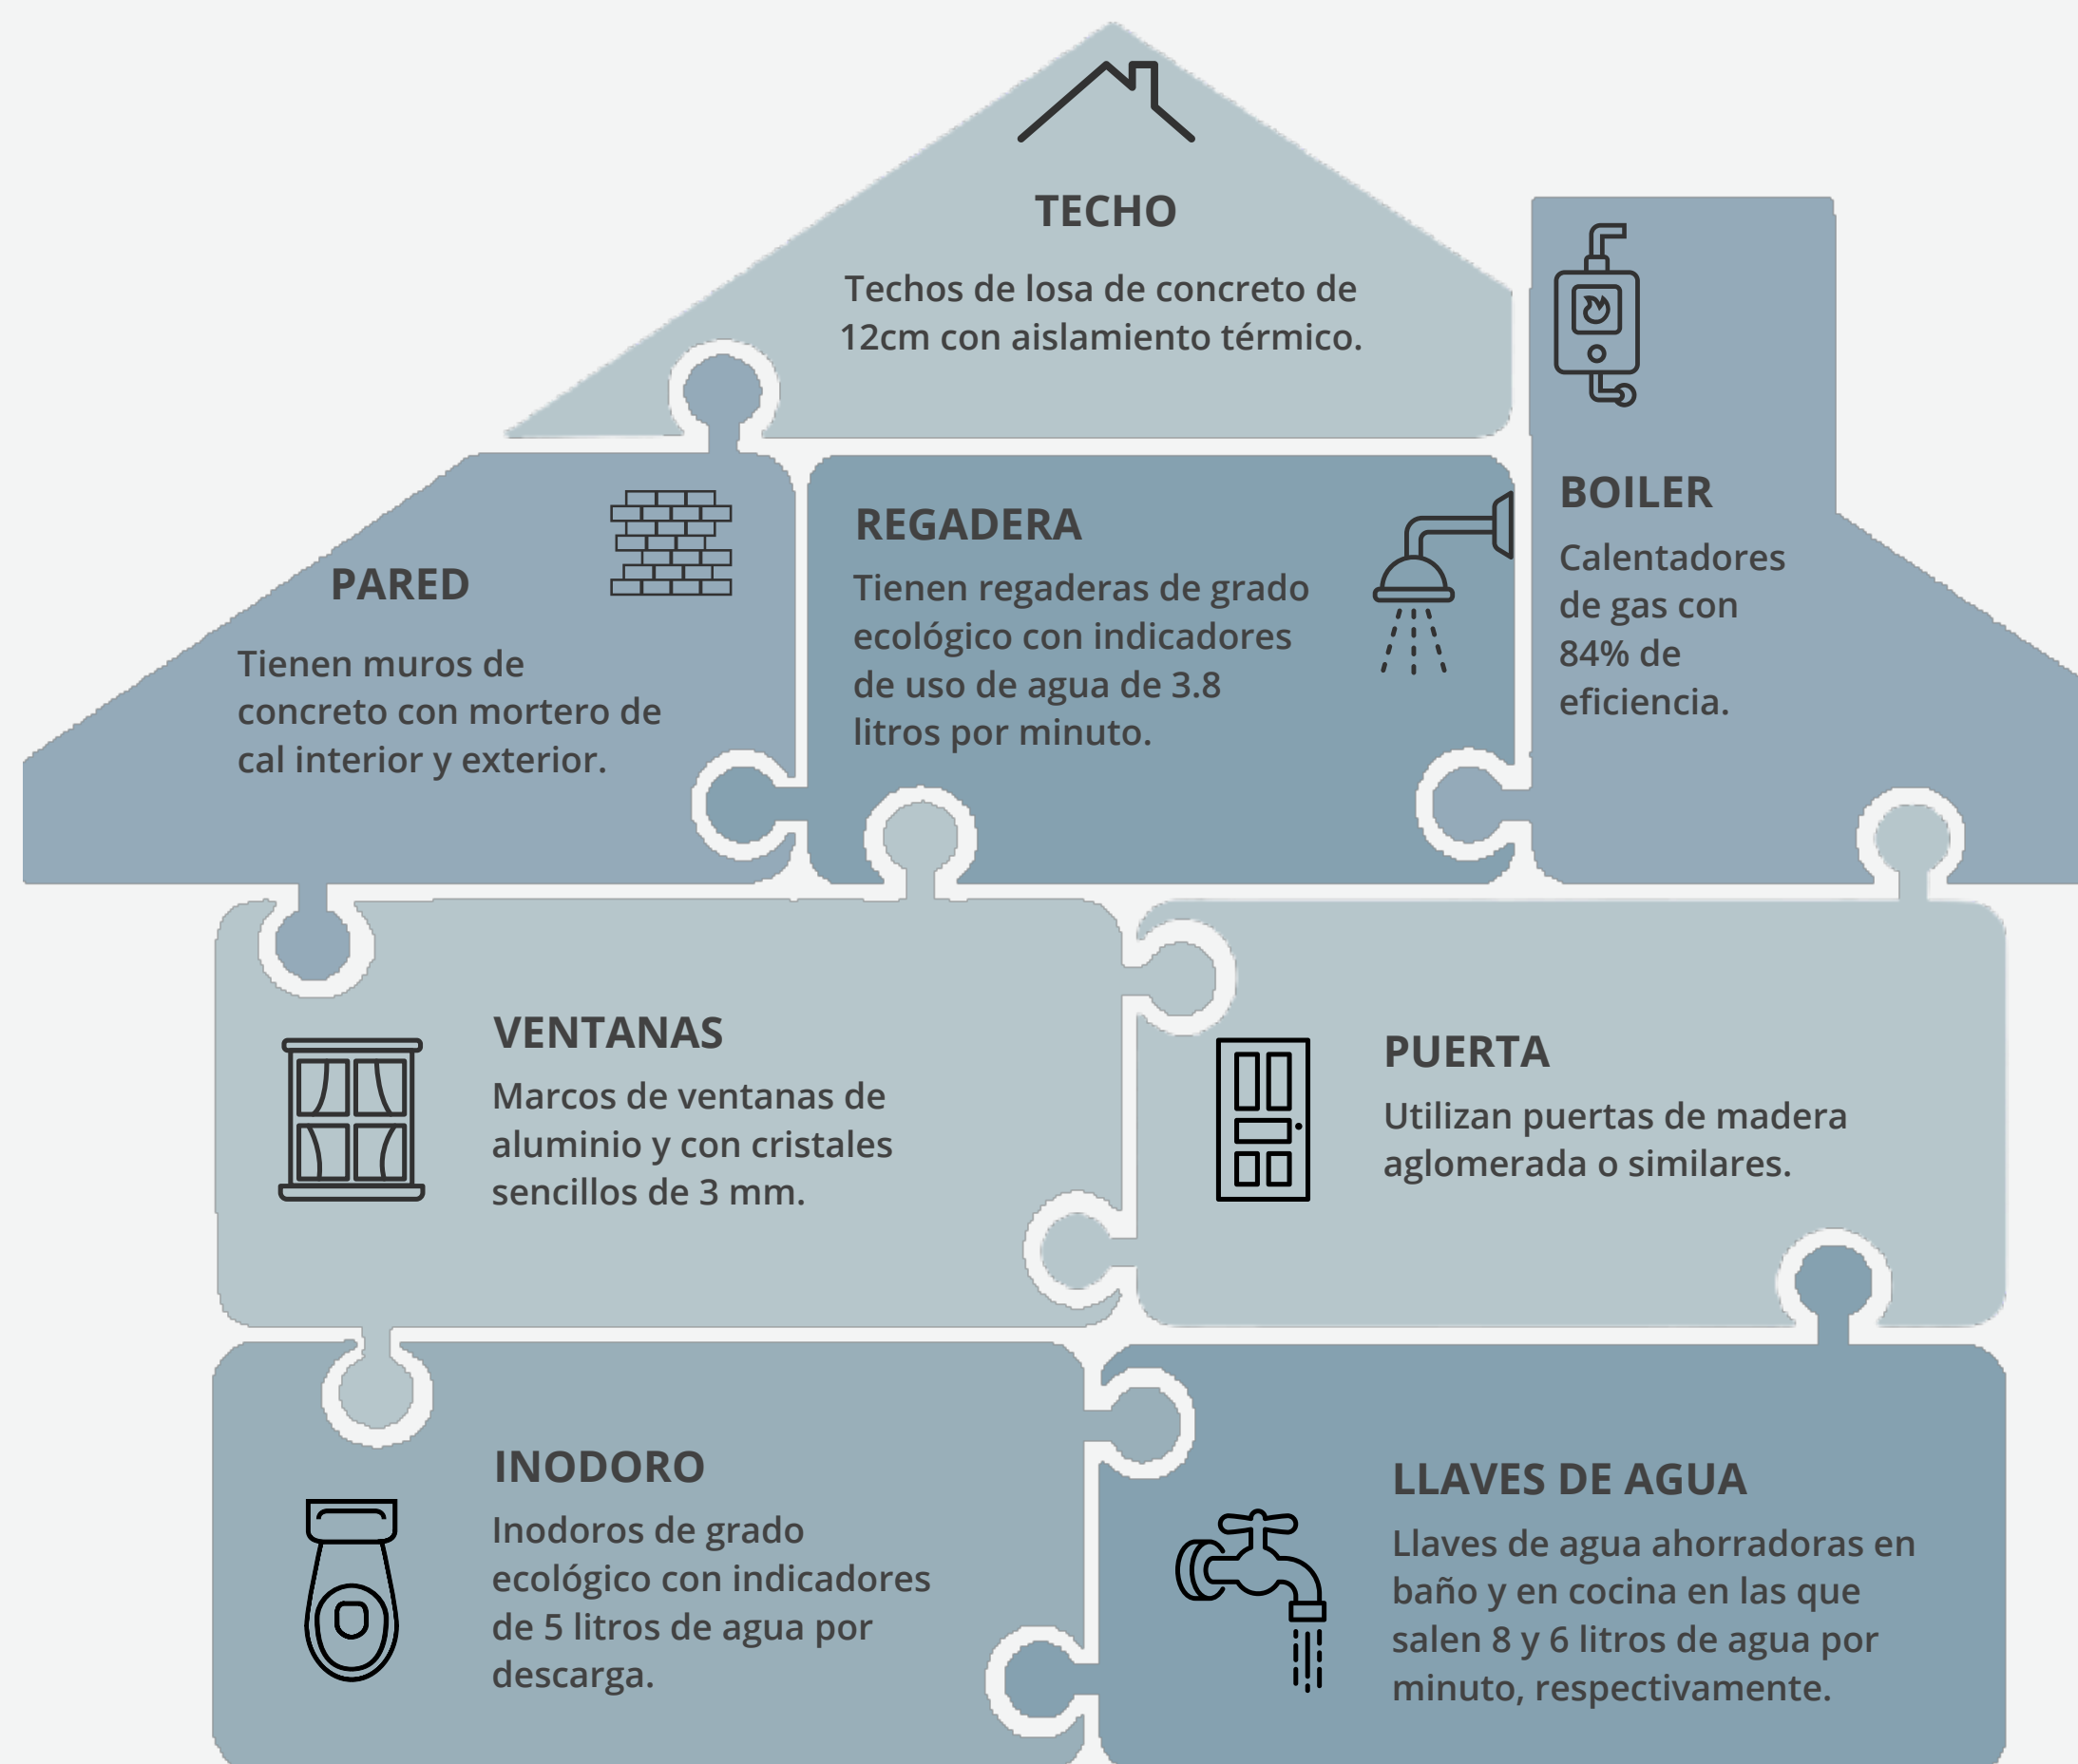 TECHO
Techos de losa de concreto de
12cm con aislamiento térmico.
PARED
Tienen muros de
concreto con mortero de
cal interior y exterior.
REGADERA
Tienen regaderas de grado
ecológico con indicadores
de uso de agua de 3.8
litros por minuto.
BOILER
Calentadores
de gas con
84% de
eficiencia.
VENTANAS
Marcos de ventanas de
aluminio y con cristales
sencillos de 3 mm.
PUERTA
Utilizan puertas de madera
aglomerada o similares.
INODORO
Inodoros de grado
ecológico con indicadores
de 5 litros de agua por
descarga.
LLAVES DE AGUA
Llaves de agua ahorradoras en
baño y en cocina en las que
salen 8 y 6 litros de agua por
minuto, respectivamente.